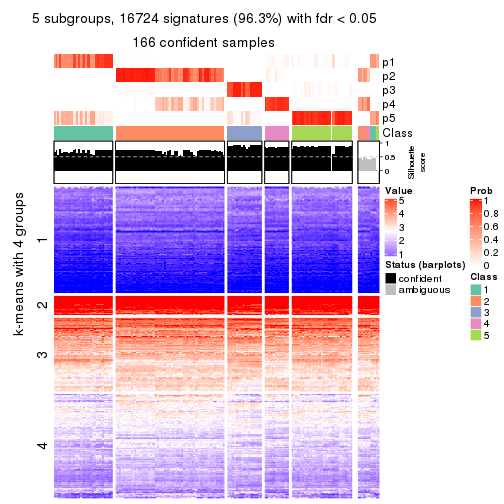 5 subgroups, 16724 signatures (96.3%) with fdr < 0.05
166 confident samples
p1
p2
p3
p4
p5
Class
1
0.5
0
Silhouette
score
k-means with 4 groups
1
2
3
4
Value
5
4
3
2
1
Status (barplots)
confident
ambiguous
Prob
1
0.8
0.6
0.4
0.2
0
Class
1
2
3
4
5